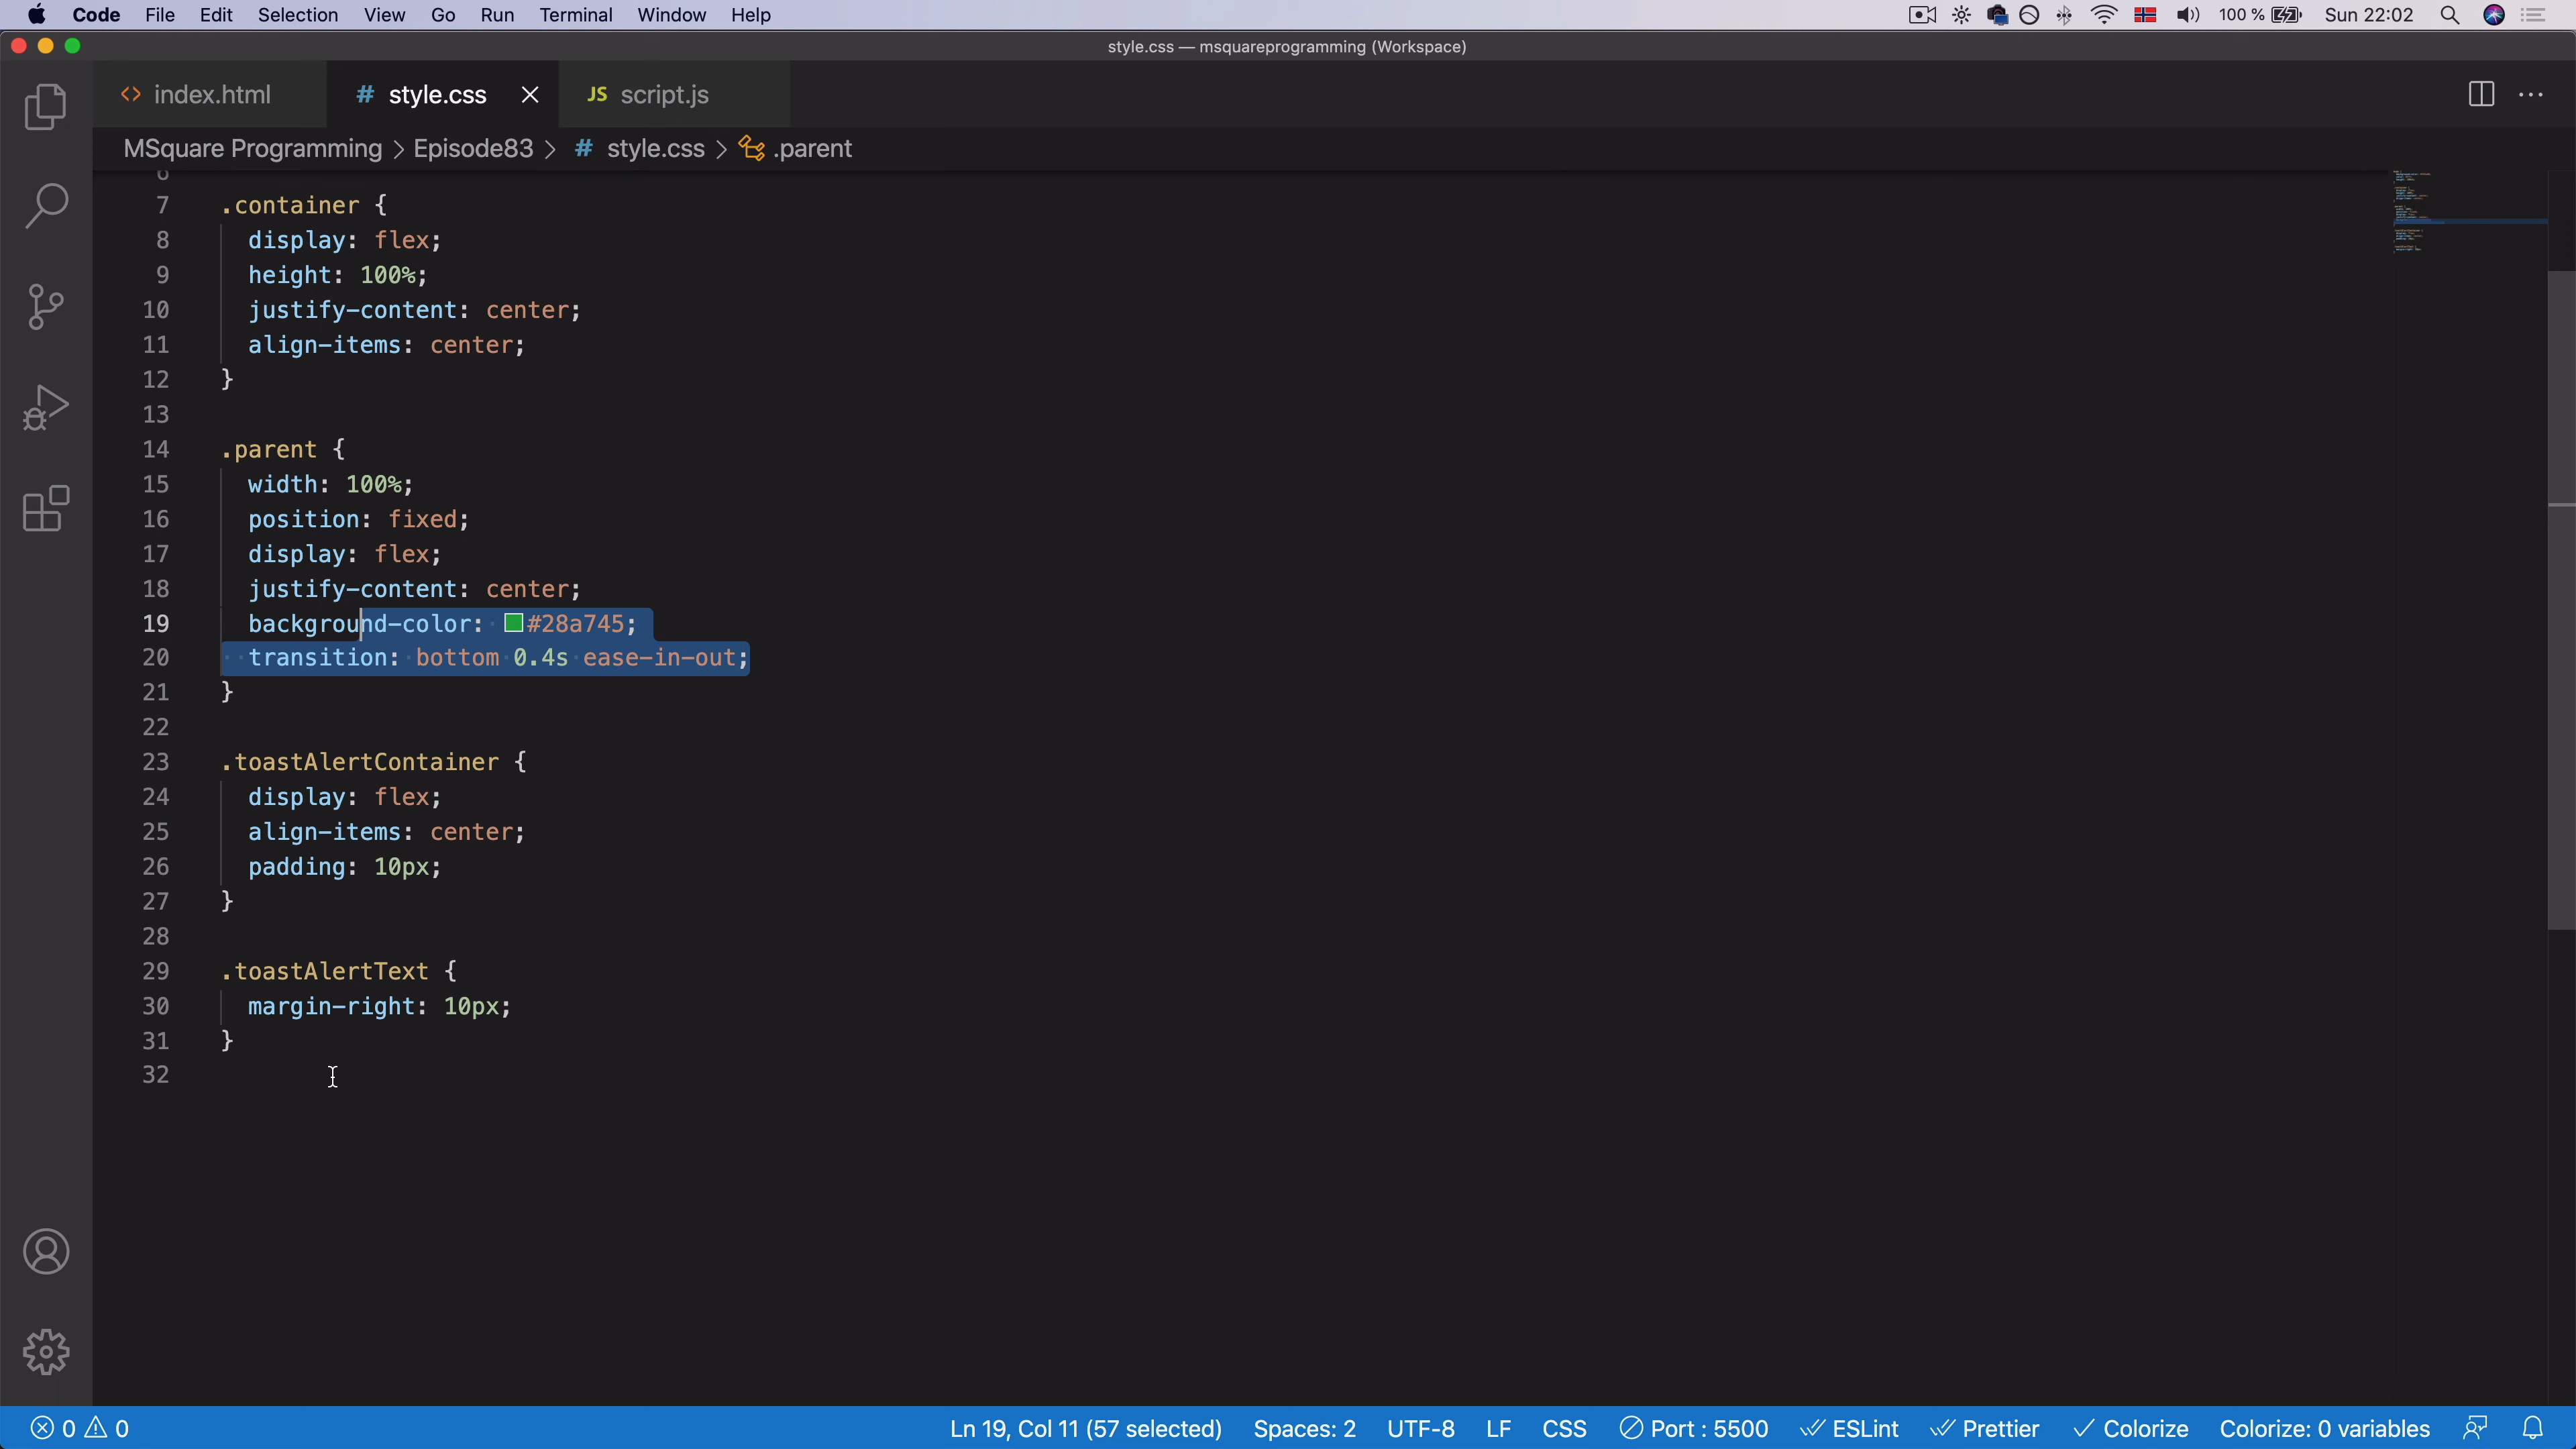 Code File Edit Selection View Go Run Terminal Window Help 100 % Sun 22:02
style.css — msquareprogramming (Workspace)
<> index.html # style.css JS script.js
MSquare Programming > Episode83 > # style.css > .parent
6
7 .container {
8 display: flex;
9 height: 100%;
10 justify-content: center;
11 align-items: center;
12 }
13
14 .parent {
15 width: 100%;
16 position: fixed;
17 display: flex;
18 justify-content: center;
19 background-color: #28a745;
20 transition: bottom 0.4s ease-in-out;
21 }
22
23 .toastAlertContainer {
24 display: flex;
25 align-items: center;
26 padding: 10px;
27 }
28
29 .toastAlertText {
30 margin-right: 10px;
31 }
32
0 0 Ln 19, Col 11 (57 selected) Spaces: 2 UTF-8 LF CSS Port : 5500 ESLint Prettier Colorize Colorize: 0 variables